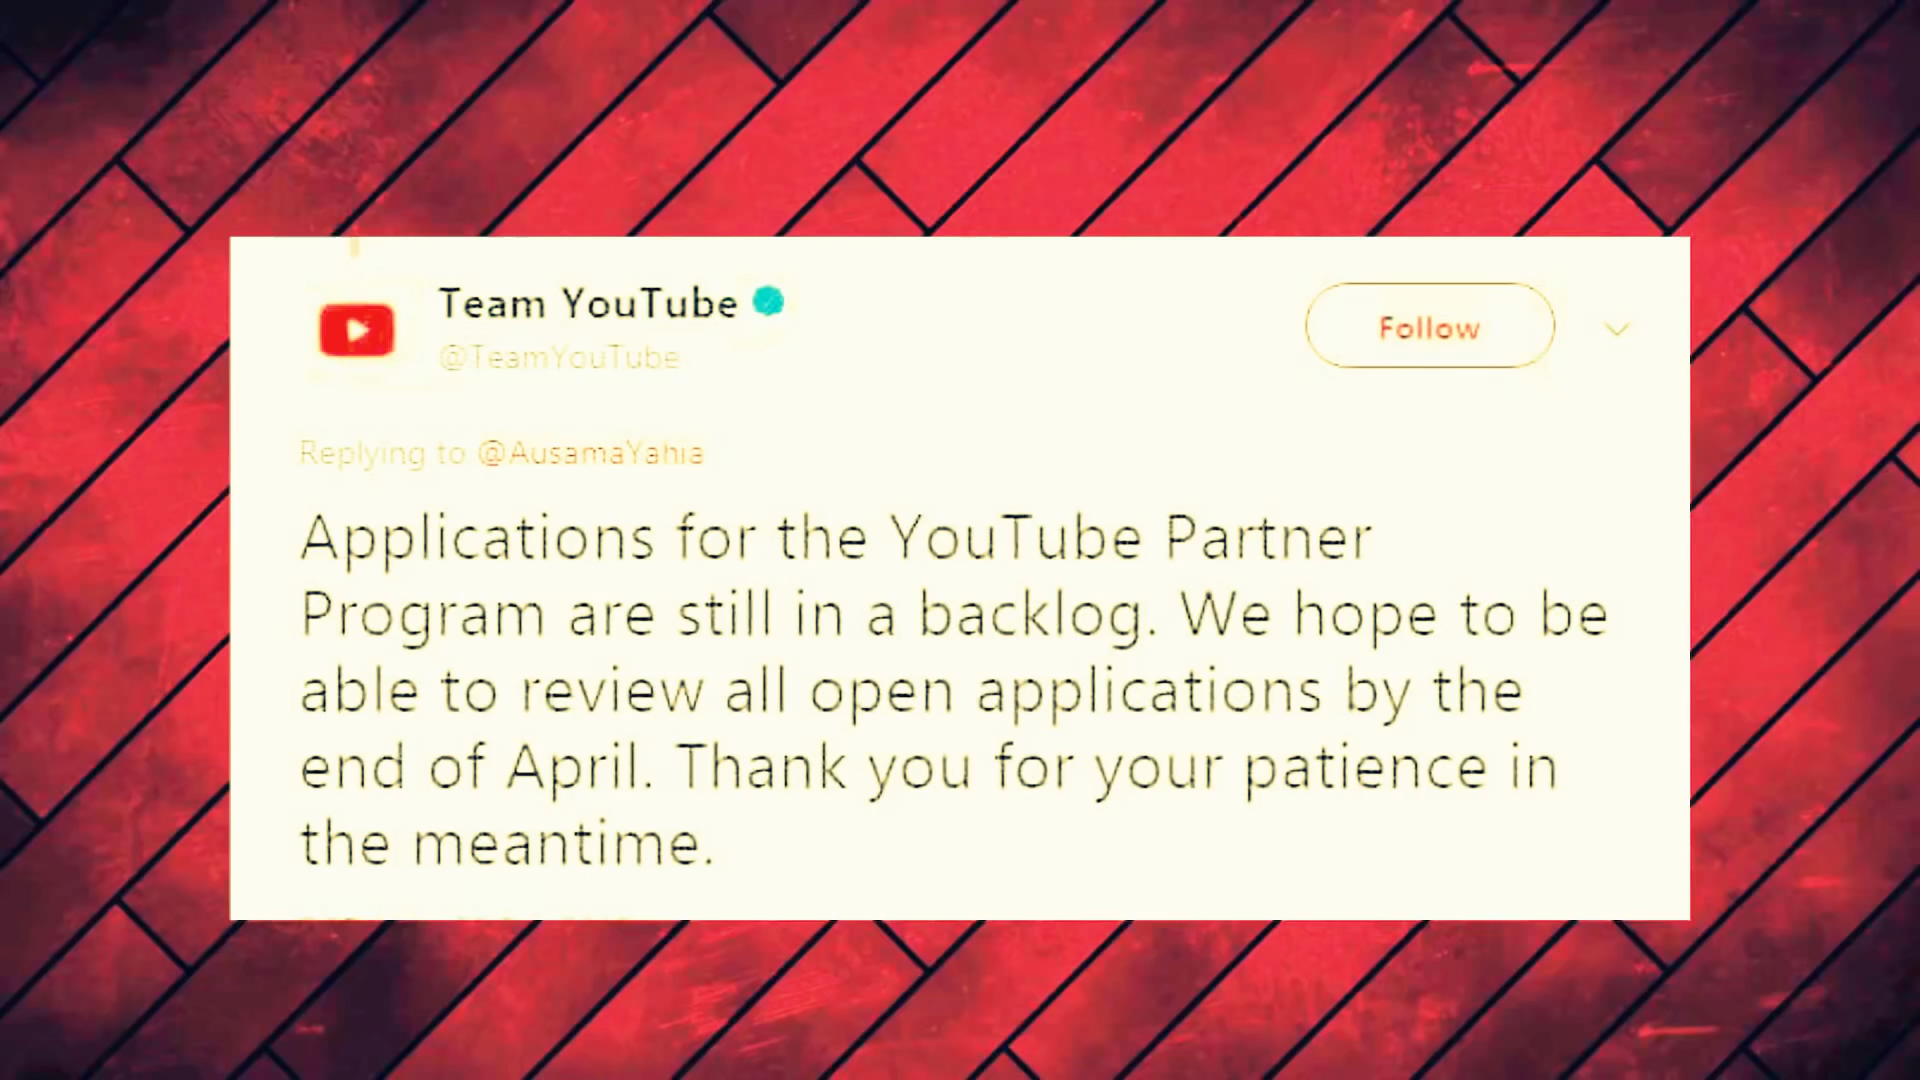 Team YouTube
@TeamYouTube
Follow
Replying to @AusamaYahia
Applications for the YouTube Partner
Program are still in a backlog. We hope to be
able to review all open applications by the
end of April. Thank you for your patience in
the meantime.